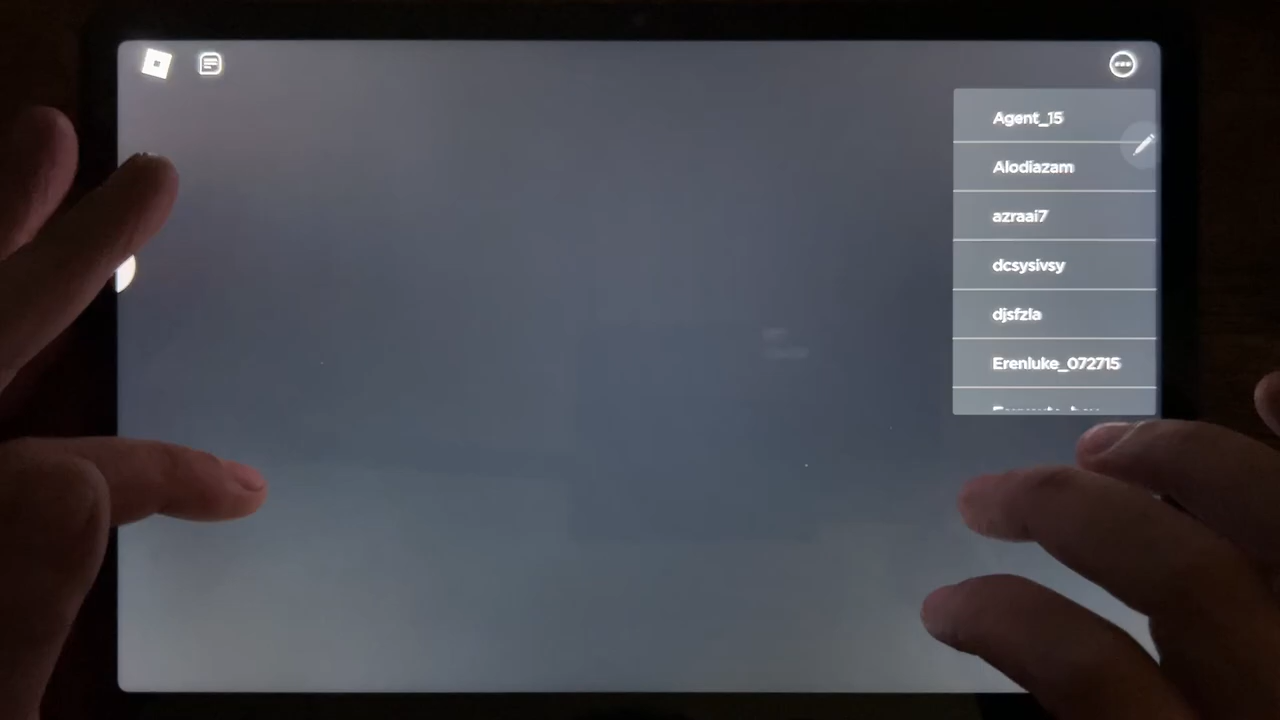 Agent_15
Alodiazam
azraai7
dcsysivsy
djsfzla
Erenluke_072715